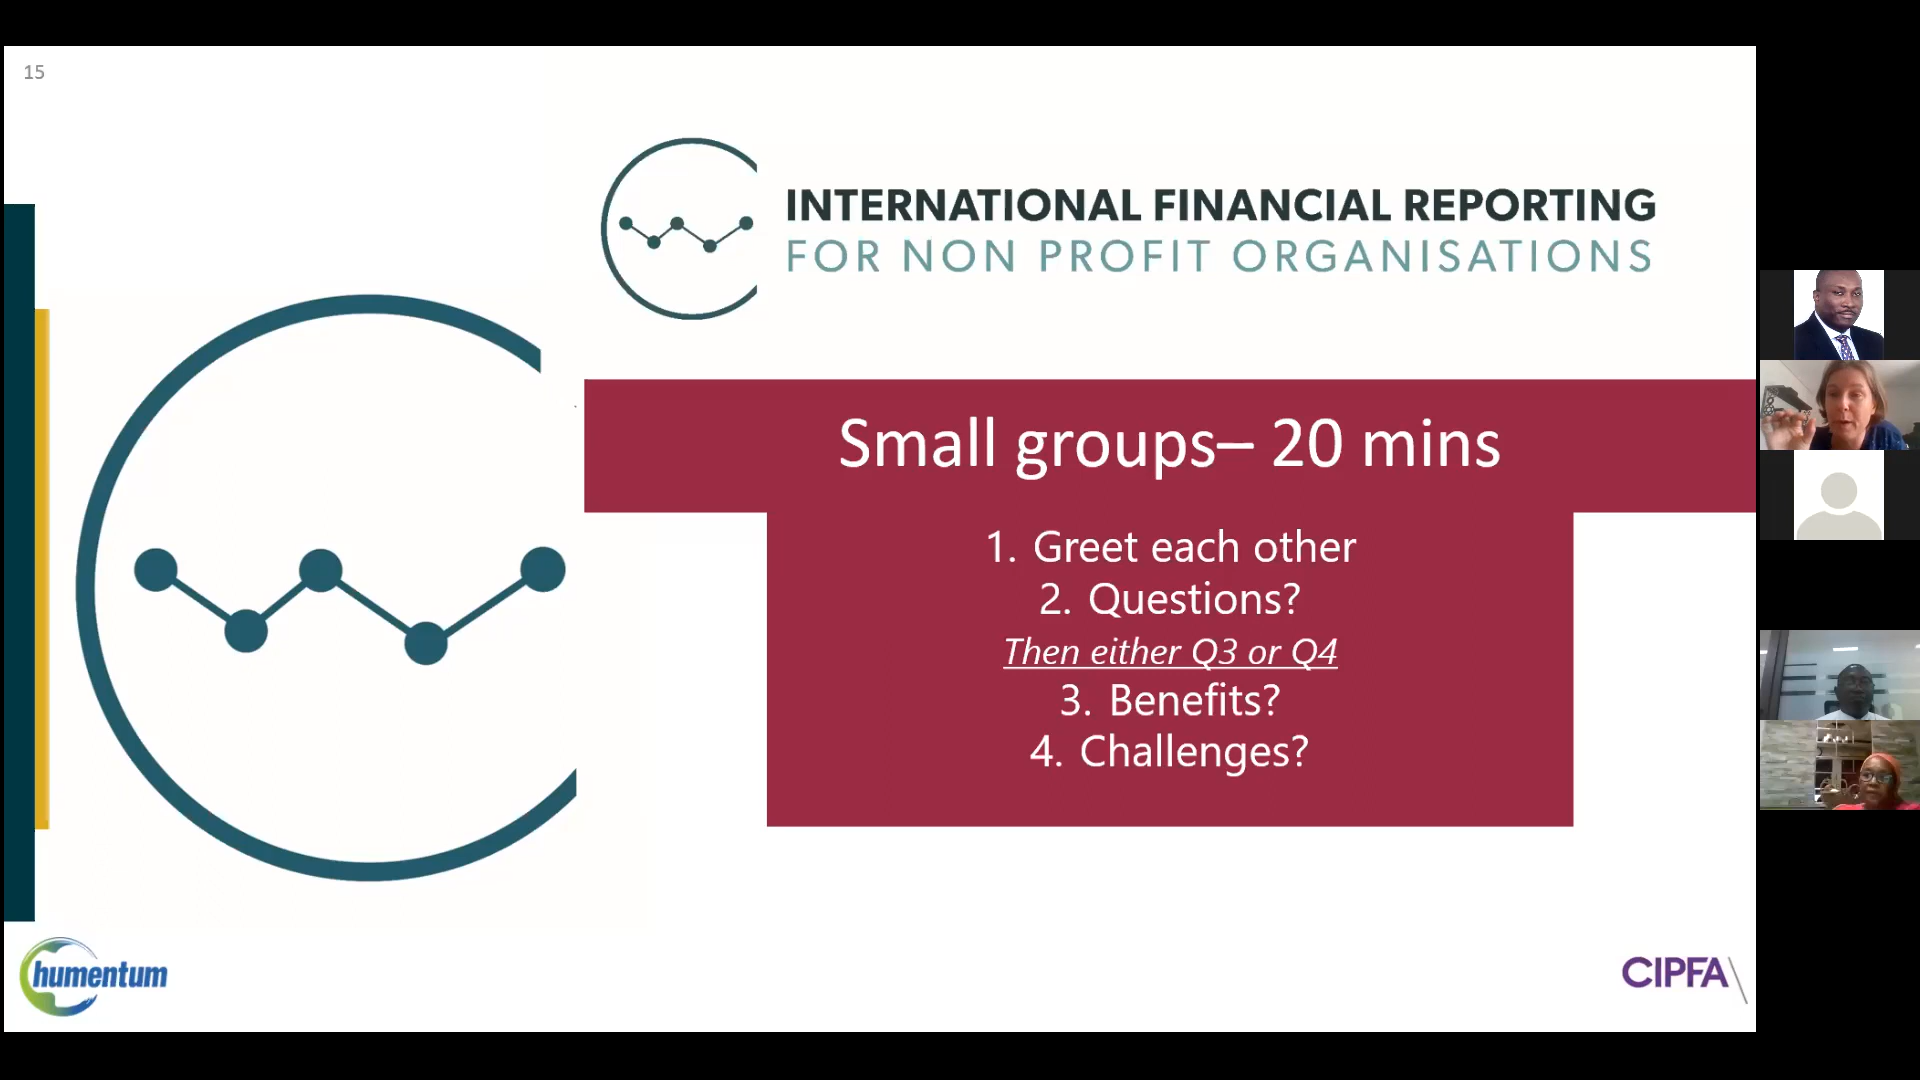 15
INTERNATIONAL FINANCIAL REPORTING
FOR NON PROFIT ORGANISATIONS
Small groups– 20 mins
1. Greet each other
2. Questions?
Then either Q3 or Q4
3. Benefits?
4. Challenges?
humentum
CIPFA\